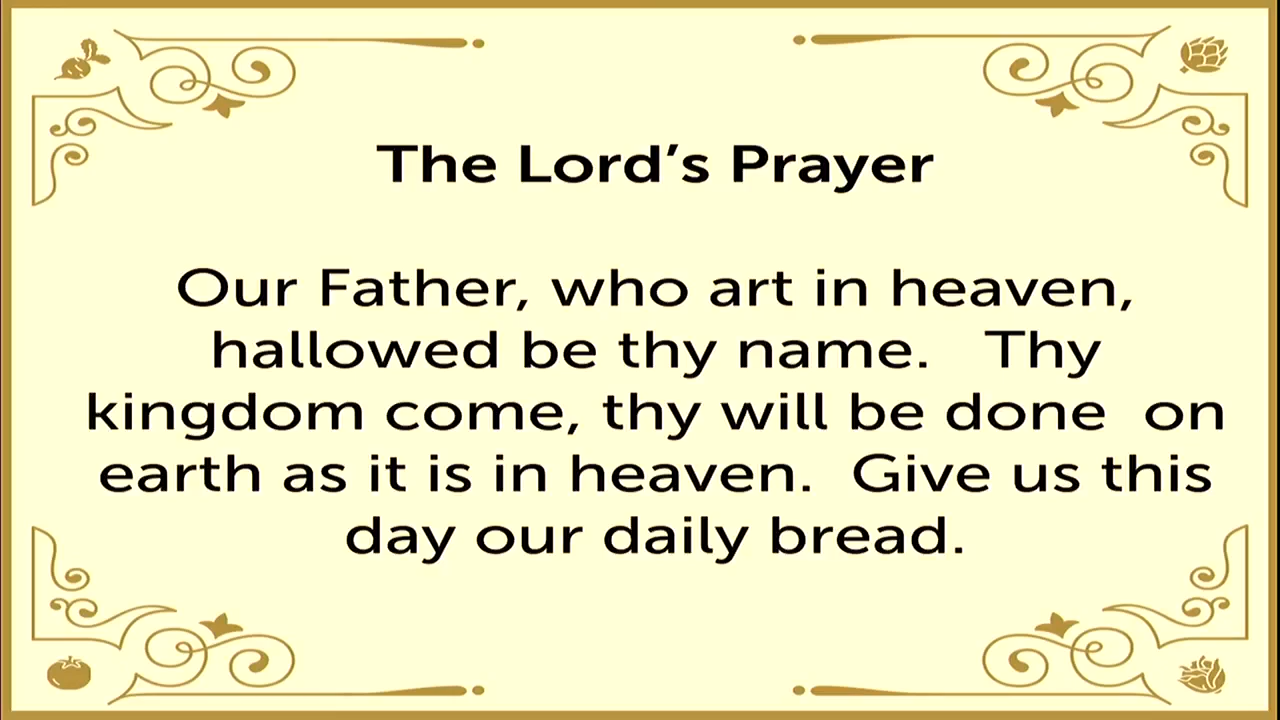 The Lord’s Prayer
Our Father, who art in heaven,
hallowed be thy name.   Thy
kingdom come, thy will be done  on
earth as it is in heaven.  Give us this
day our daily bread.